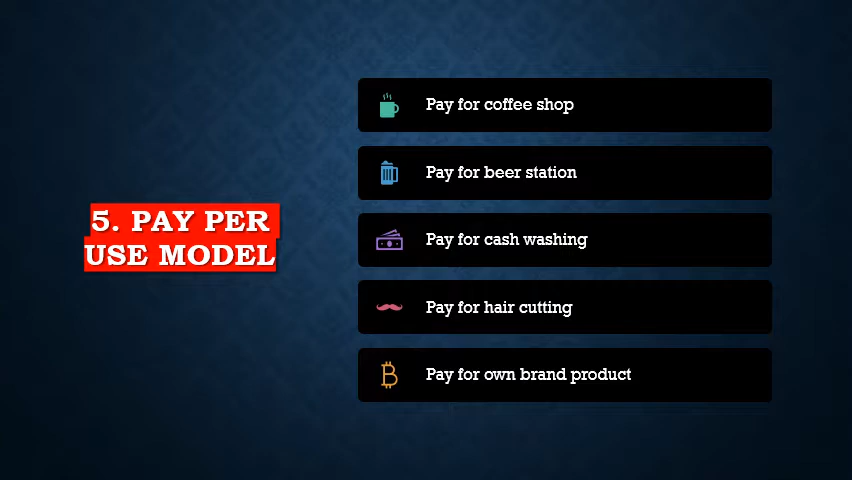 5. PAY PER
USE MODEL
Pay for coffee shop
Pay for beer station
Pay for cash washing
Pay for hair cutting
Pay for own brand product